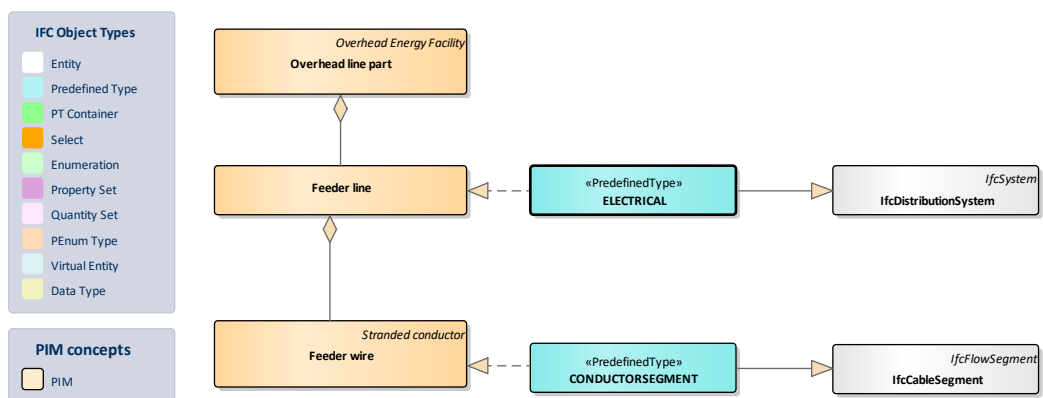 IFC Object Types
Entity
Predefined Type
PT Container
Select
Enumeration
Property Set
Quantity Set
PEnum Type
Virtual Entity
Data Type
PIM concepts
PIM
Overhead Energy Facility
Overhead line part
Feeder line
«PredefinedType»
ELECTRICAL
IfcSystem
IfcDistributionSystem
Stranded conductor
Feeder wire
«PredefinedType»
CONDUCTORSEGMENT
IfcFlowSegment
IfcCableSegment